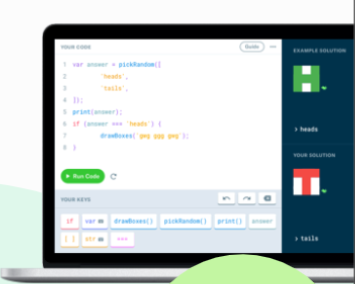 YOUR CODE
Guide
1 var answer = pickRandom([
2 'heads',
3 'tails',
4 ]);
5 print(answer);
6 if (answer === 'heads') {
7 drawBoxes('gwg ggg gwg');
8 }
Run Code
YOUR KEYS
if
var
drawBoxes()
pickRandom()
print()
answer
[ ]
str
===
EXAMPLE SOLUTION
> heads
YOUR SOLUTION
> tails